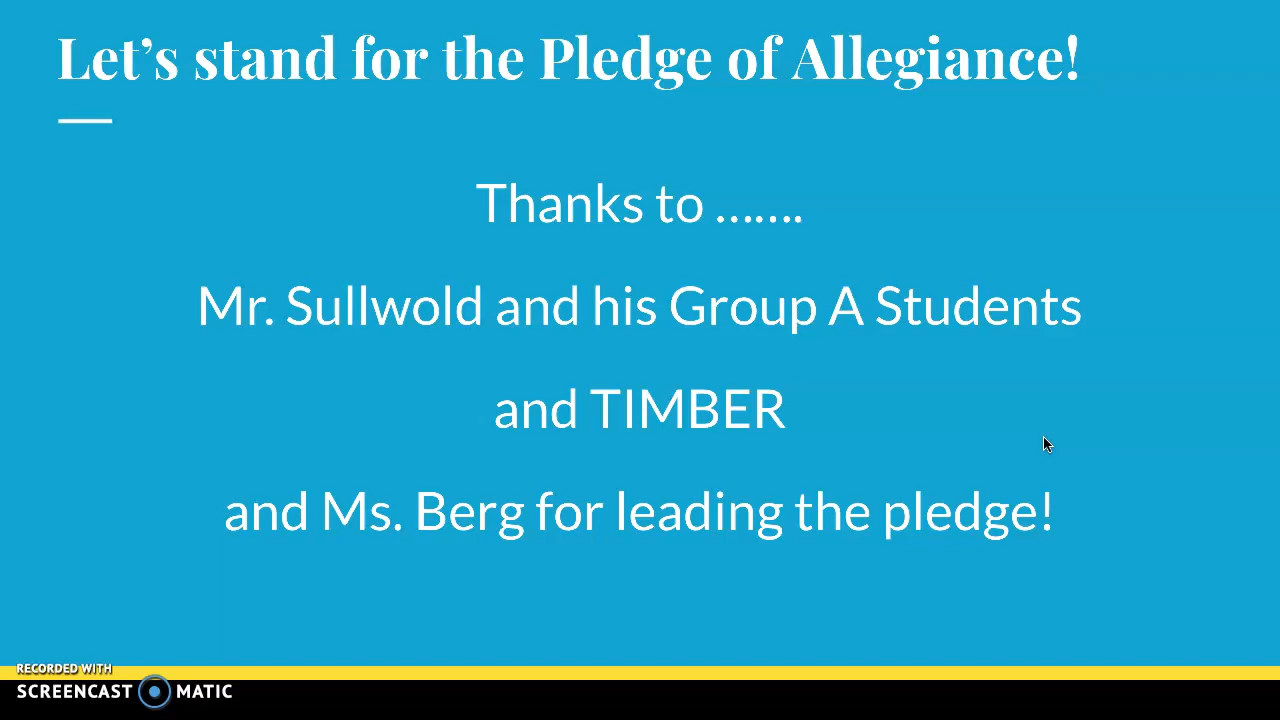 Let’s stand for the Pledge of Allegiance!
Thanks to …….
Mr. Sullwold and his Group A Students
and TIMBER
and Ms. Berg for leading the pledge!
RECORDED WITH
SCREENCAST MATIC